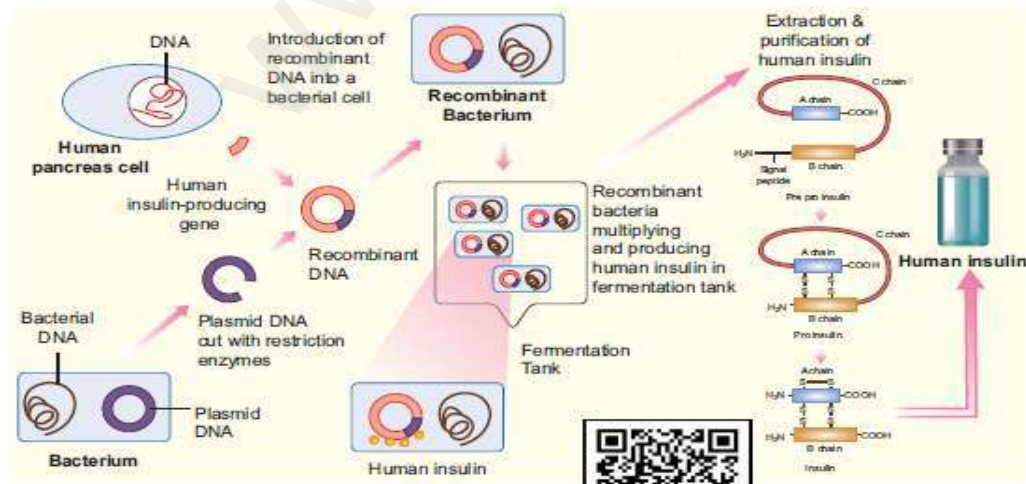 DNA
Human
pancreas cell
Introduction of
recombinant
DNA into a
bacterial cell
Human
insulin-producing
gene
Recombinant
DNA
Plasmid DNA
cut with restriction
enzymes
Bacterial
DNA
Plasmid
DNA
Bacterium
Recombinant
Bacterium
Recombinant
bacteria
multiplying
and producing
human insulin in
fermentation tank
Fermentation
Tank
Human insulin
Extraction &
purification of
human insulin
C chain
A chain
COOH
H₂N
B chain.
Signal
peptide
Pre pro insulin
C chain
A chain
COOH
S S
S S
H₂N
B chain
Proinsulin.
A chain
S S
H₂N
COOH
S S
S S
H₂N
COOH
B chain
Insulin
Human insulin